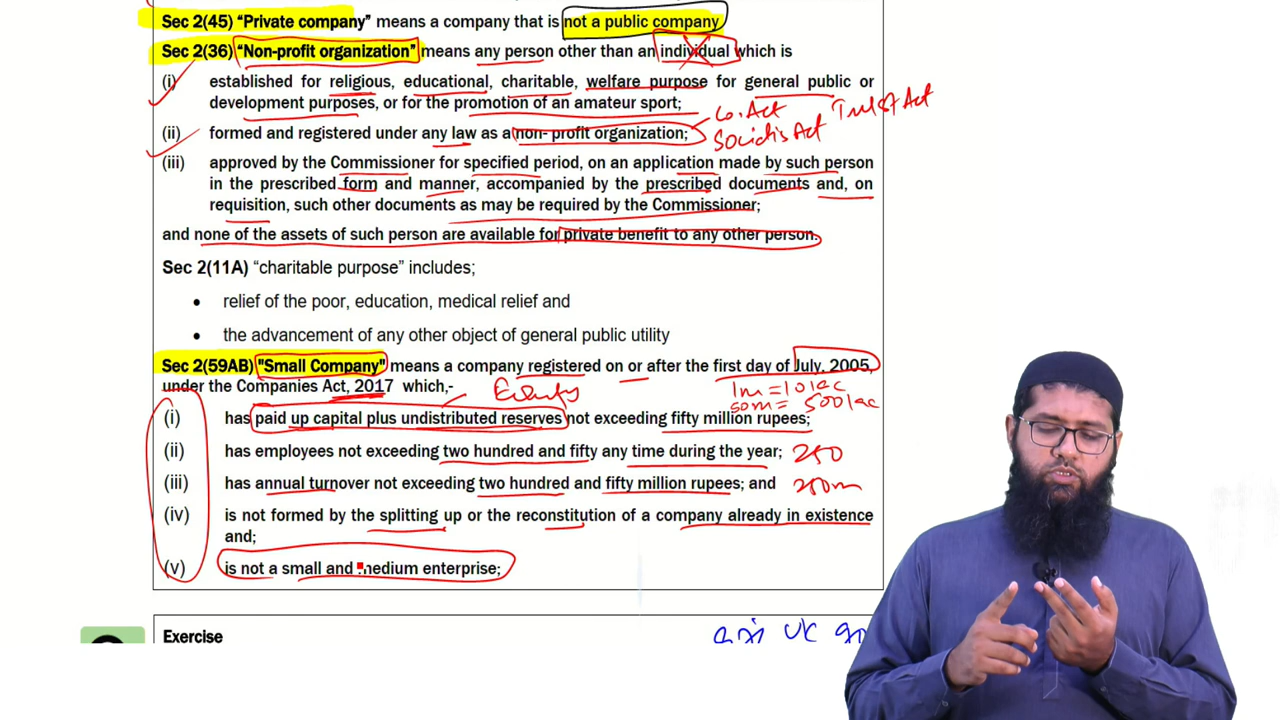 Sec 2(45) "Private company" means a company that is not a public company
Sec 2(36) "Non-profit organization" means any person other than an individual which is
(i) established for religious, educational, charitable, welfare purpose for general public or
development purposes, or for the promotion of an amateur sport;
Co. Act Trust Act
(ii) formed and registered under any law as a non- profit organization;
(iii) approved by the Commissioner for specified period, on an application made by such person
in the prescribed form and manner, accompanied by the prescribed documents and, on
requisition, such other documents as may be required by the Commissioner;
and none of the assets of such person are available for private benefit to any other person.
Sec 2(11A) "charitable purpose" includes;
• relief of the poor, education, medical relief and
• the advancement of any other object of general public utility
Sec 2(59AB) "Small Company" means a company registered on or after the first day of July, 2005,
under the Companies Act, 2017 which,-
Equity
1m = 10 lac
50m = 500 lac
(i) has paid up capital plus undistributed reserves not exceeding fifty million rupees;
(ii) has employees not exceeding two hundred and fifty any time during the year; 250
(iii) has annual turnover not exceeding two hundred and fifty million rupees; and 250m
(iv) is not formed by the splitting up or the reconstitution of a company already in existence
and;
(v) is not a small and medium enterprise;
Exercise